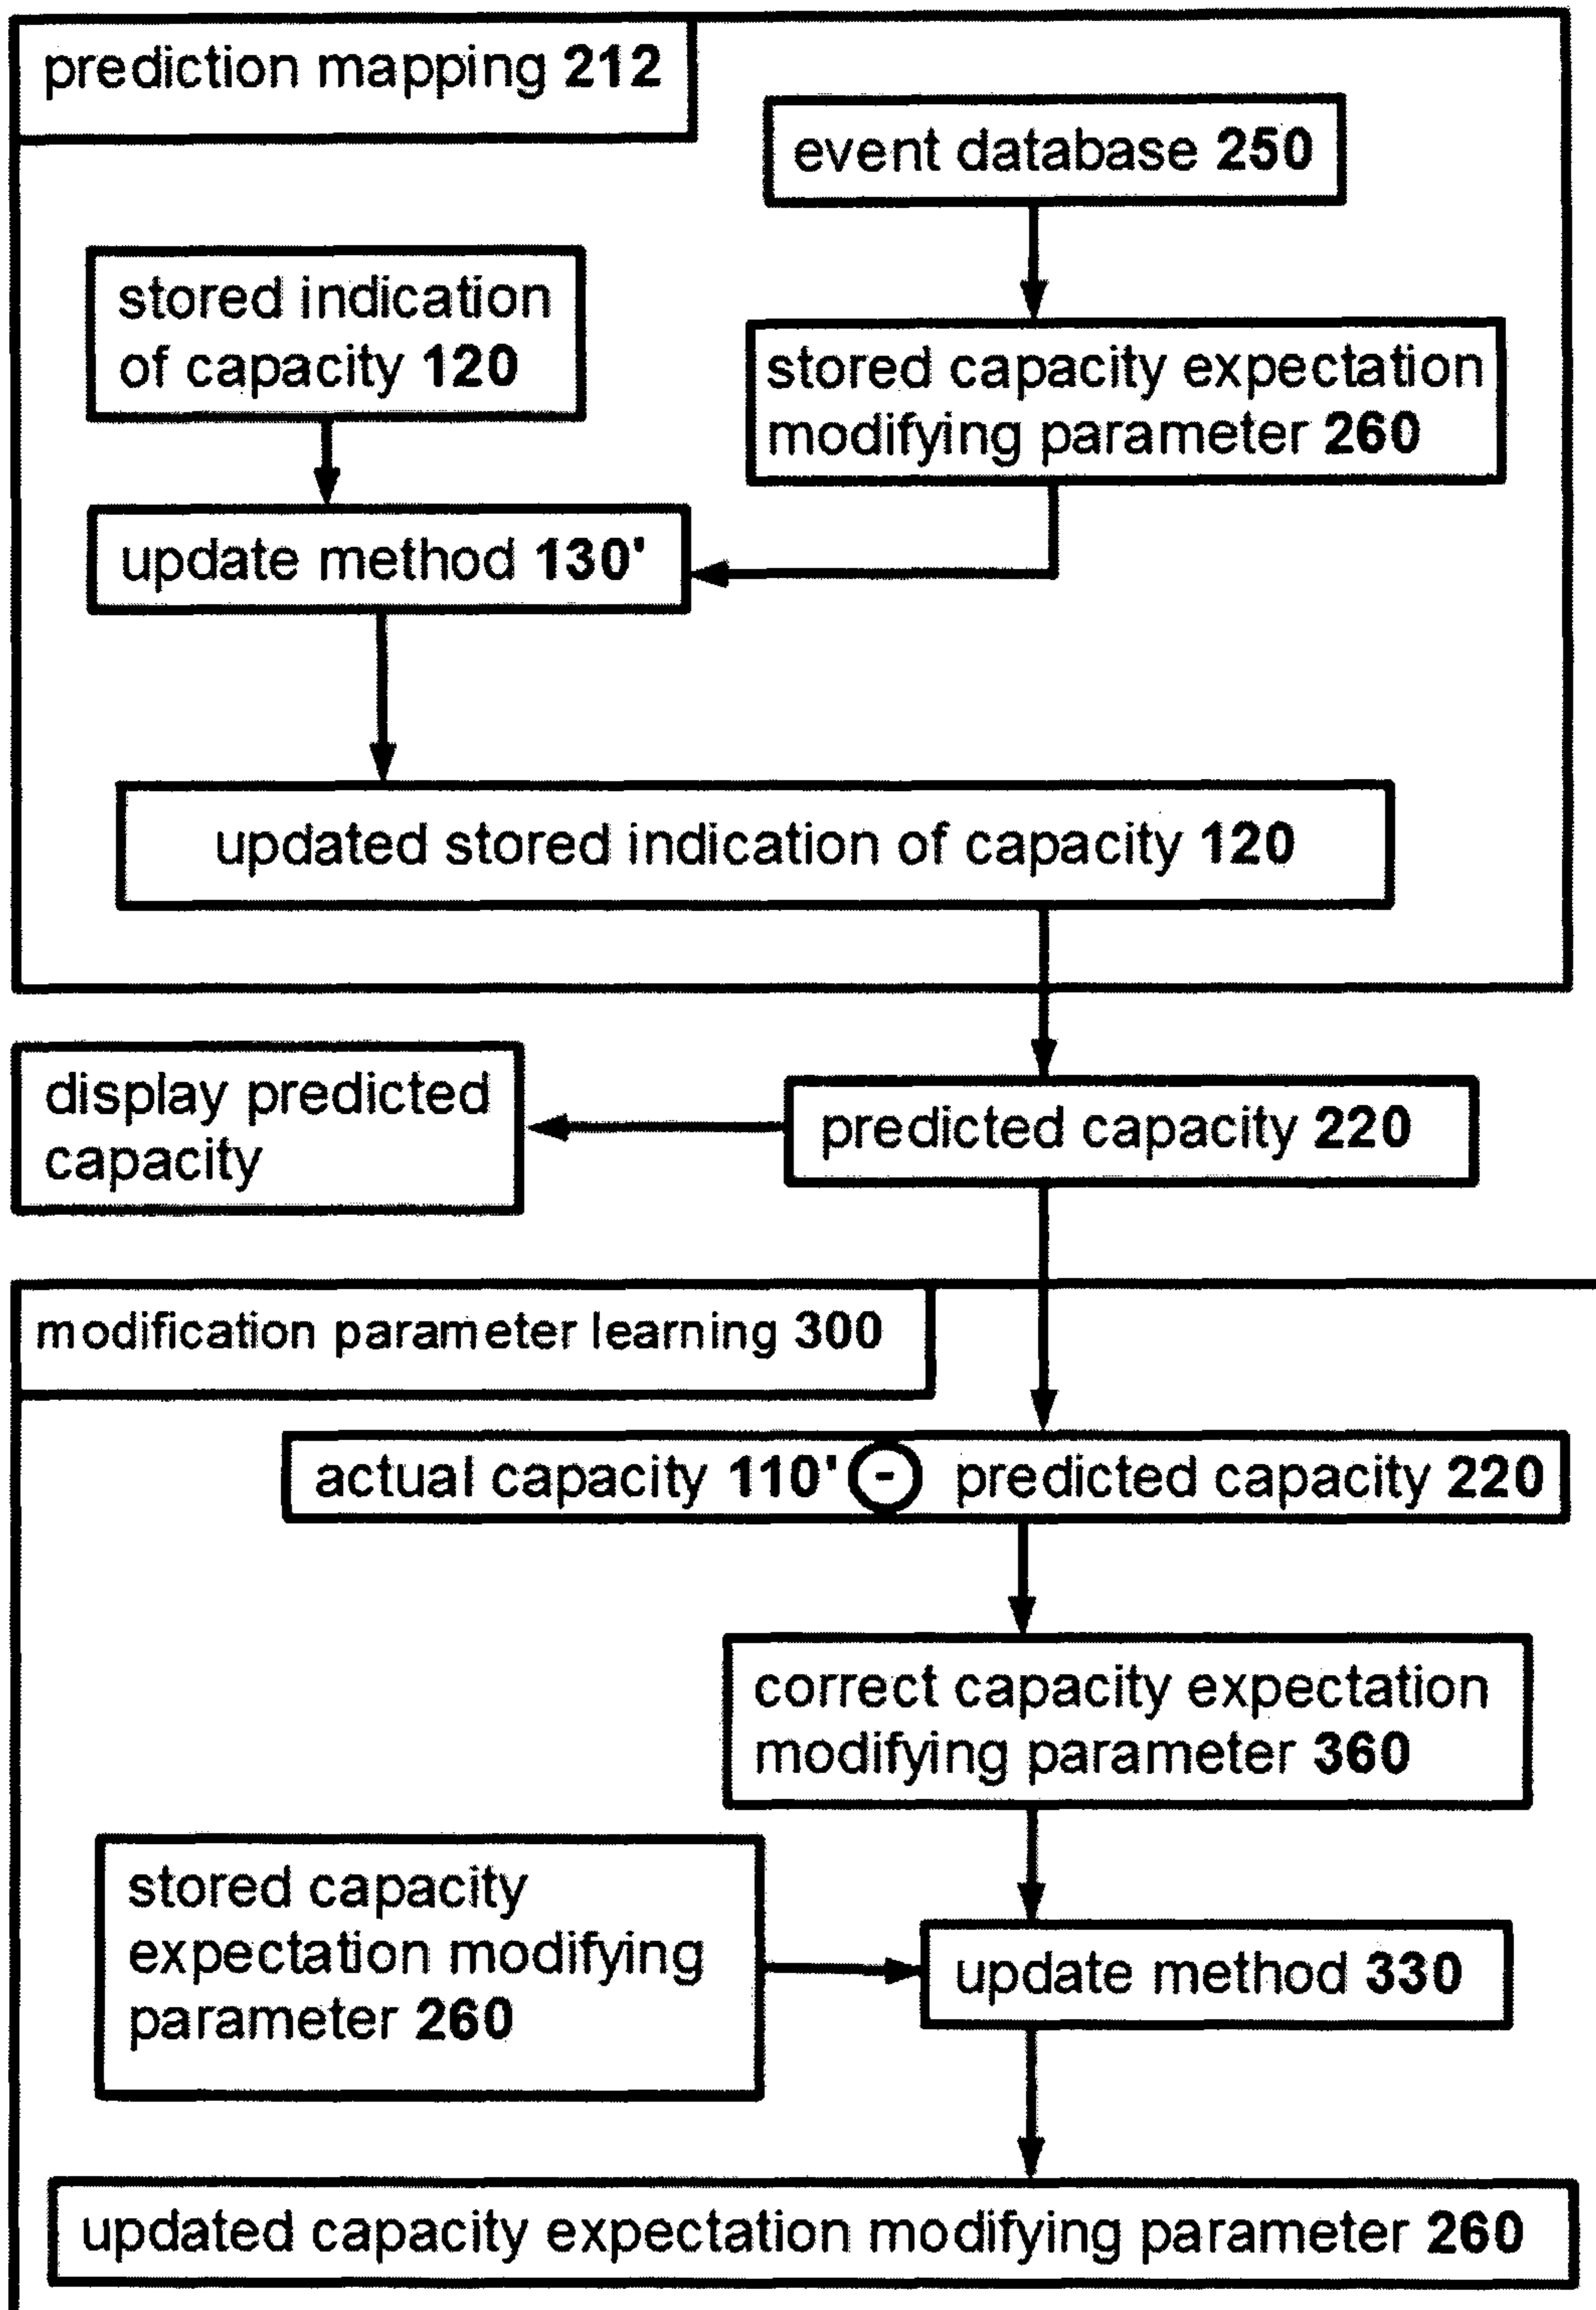 prediction mapping 212
event database 250
stored indication
of capacity 120
stored capacity expectation
modifying parameter 260
update method 130'
updated stored indication of capacity 120
display predicted
capacity
predicted capacity 220
modification parameter learning 300
actual capacity 110' - predicted capacity 220
correct capacity expectation
modifying parameter 360
stored capacity
expectation modifying
parameter 260
update method 330
updated capacity expectation modifying parameter 260